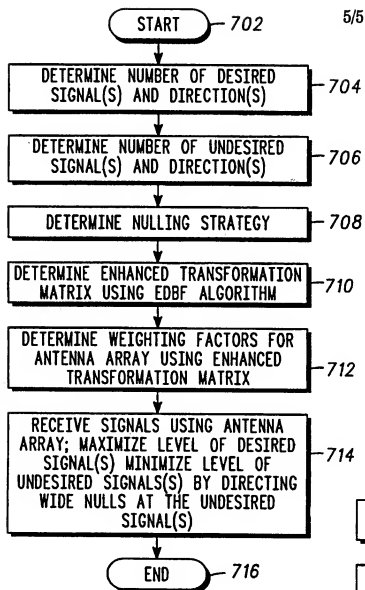 START
702
5/5
DETERMINE NUMBER OF DESIRED
SIGNAL(S) AND DIRECTION(S)
704
DETERMINE NUMBER OF UNDESIRED
SIGNAL(S) AND DIRECTION(S)
706
DETERMINE NULLING STRATEGY
708
DETERMINE ENHANCED TRANSFORMATION
MATRIX USING EDBF ALGORITHM
710
DETERMINE WEIGHTING FACTORS FOR
ANTENNA ARRAY USING ENHANCED
TRANSFORMATION MATRIX
712
RECEIVE SIGNALS USING ANTENNA
ARRAY; MAXIMIZE LEVEL OF DESIRED
SIGNAL(S) MINIMIZE LEVEL OF
UNDESIRED SIGNALS(S) BY DIRECTING
WIDE NULLS AT THE UNDESIRED
SIGNAL(S)
714
END
716